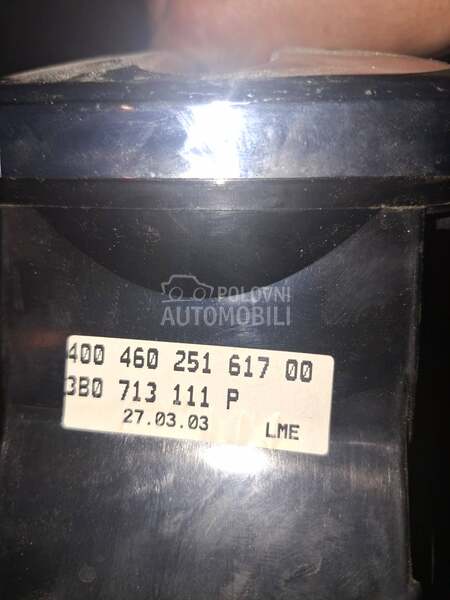 POLOVNI
AUTOMOBILI
400 460 251 617 00
3B0 713 111 P
27.03.03 LME